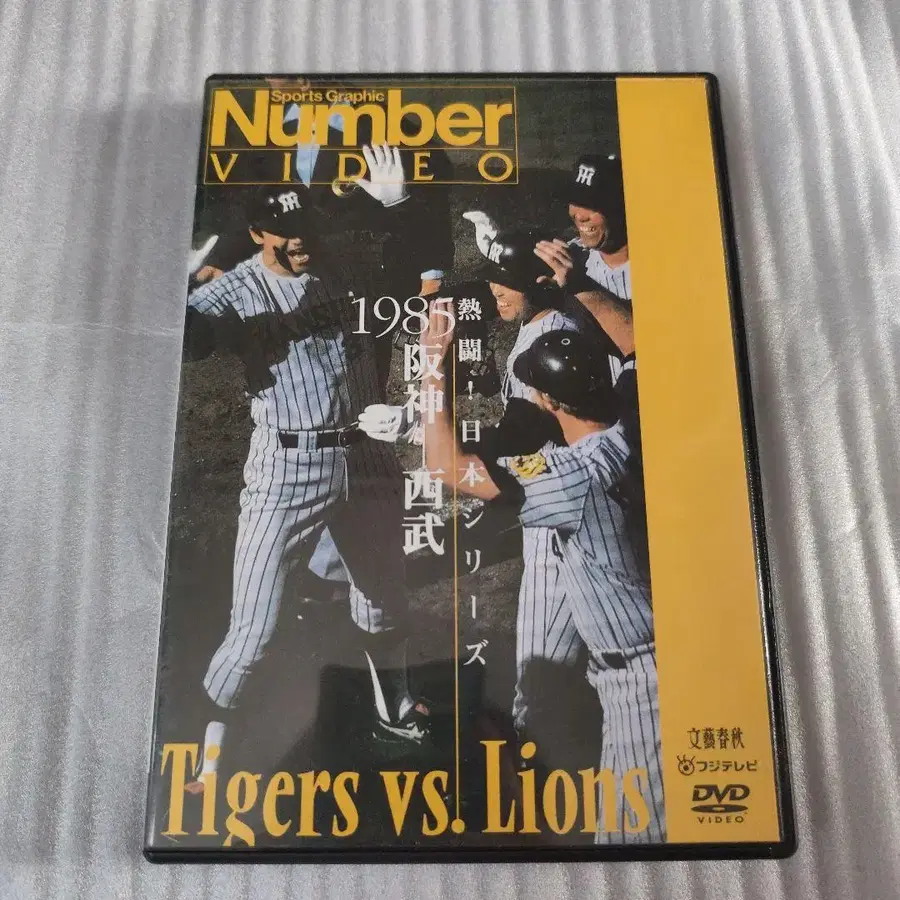 Sports Graphic
Number
VIDEO
熱闘!日本シリーズ
1985
阪神-西武
Tigers vs. Lions
文藝春秋
フジテレビ
DVD
VIDEO